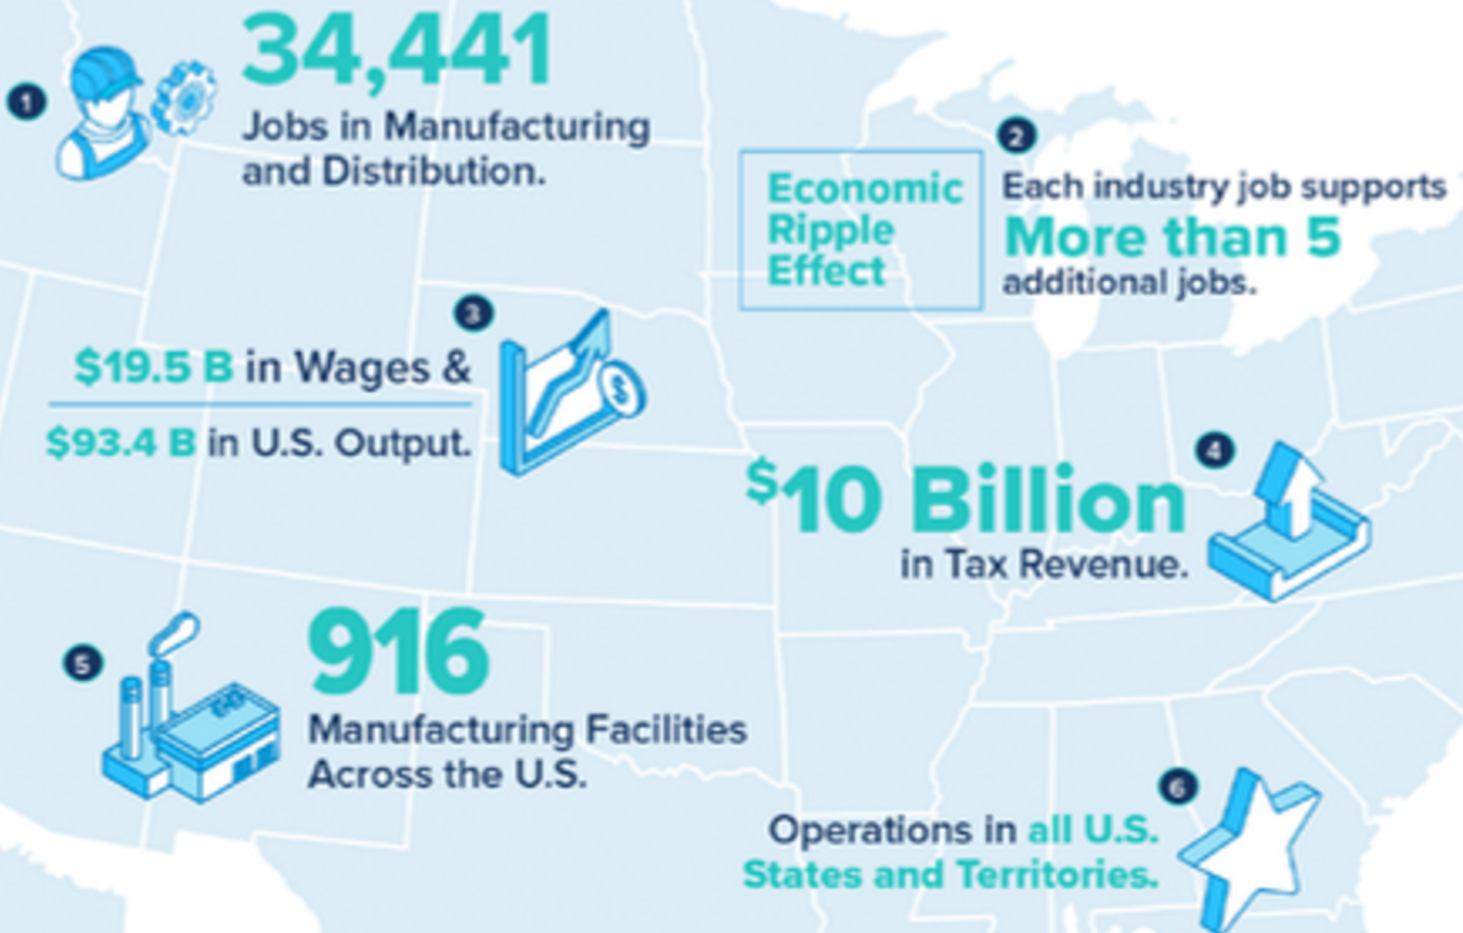 1
34,441
Jobs in Manufacturing
and Distribution.
2
Economic
Ripple
Effect
Each industry job supports
More than 5
additional jobs.
3
$19.5 B in Wages &
$93.4 B in U.S. Output.
$
4
$10 Billion
in Tax Revenue.
5
916
Manufacturing Facilities
Across the U.S.
6
Operations in all U.S.
States and Territories.